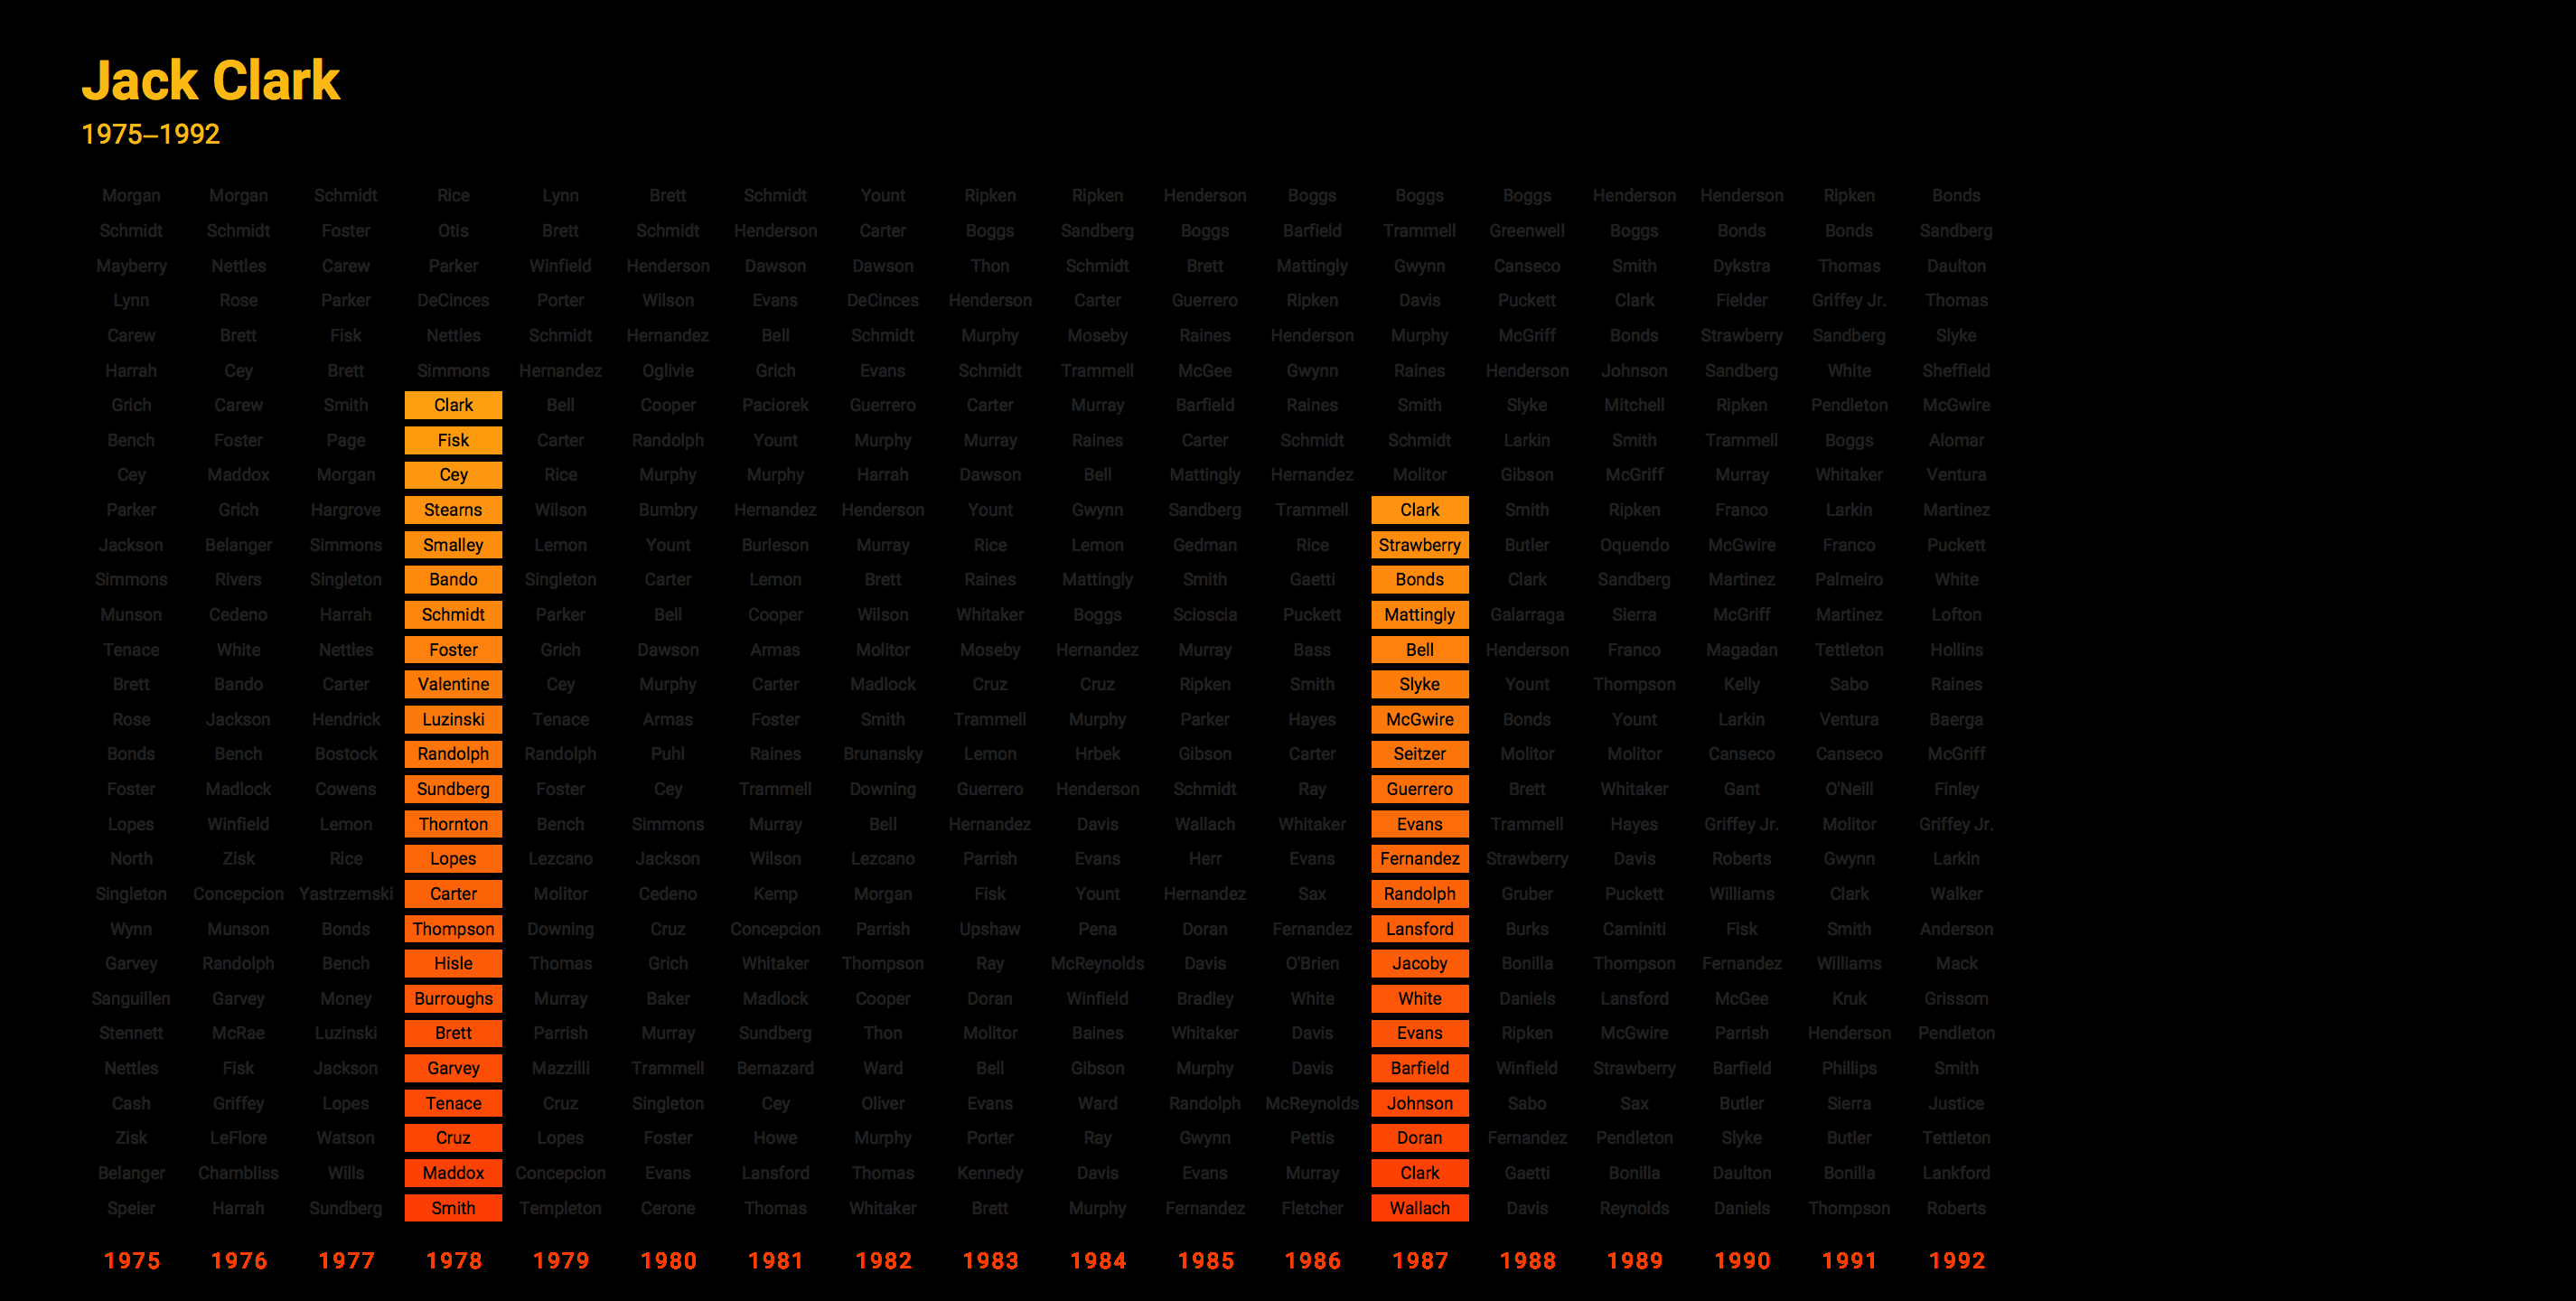 Jack Clark
1975–1992
Morgan Morgan Schmidt Rice Lynn Brett Schmidt Yount Ripken Ripken Henderson Boggs Boggs Boggs Henderson Henderson Ripken Bonds
Schmidt Schmidt Foster Otis Brett Schmidt Henderson Carter Boggs Sandberg Boggs Barfield Trammell Greenwell Boggs Bonds Bonds Sandberg
Mayberry Nettles Carew Parker Winfield Henderson Dawson Dawson Thon Schmidt Brett Mattingly Gwynn Canseco Smith Dykstra Thomas Daulton
Lynn Rose Parker DeCinces Porter Wilson Evans DeCinces Henderson Carter Guerrero Ripken Davis Puckett Clark Fielder Griffey Jr. Thomas
Carew Brett Fisk Nettles Schmidt Hernandez Bell Schmidt Murphy Moseby Raines Henderson Murphy McGriff Bonds Strawberry Sandberg Slyke
Harrah Cey Brett Simmons Hernandez Oglivie Grich Evans Schmidt Trammell McGee Gwynn Raines Henderson Johnson Sandberg White Sheffield
Grich Carew Smith Clark Bell Cooper Paciorek Guerrero Carter Murray Barfield Raines Smith Slyke Mitchell Ripken Pendleton McGwire
Bench Foster Page Fisk Carter Randolph Yount Murphy Murray Raines Carter Schmidt Schmidt Larkin Smith Trammell Boggs Alomar
Cey Maddox Morgan Cey Rice Murphy Murphy Harrah Dawson Bell Mattingly Hernandez Molitor Gibson McGriff Murray Whitaker Ventura
Parker Grich Hargrove Stearns Wilson Bumbry Hernandez Henderson Yount Gwynn Sandberg Trammell Clark Smith Ripken Franco Larkin Martinez
Jackson Belanger Simmons Smalley Lemon Yount Burleson Murray Rice Lemon Gedman Rice Strawberry Butler Oquendo McGwire Franco Puckett
Simmons Rivers Singleton Bando Singleton Carter Lemon Brett Raines Mattingly Smith Gaetti Bonds Clark Sandberg Martinez Palmeiro White
Munson Cedeno Harrah Schmidt Parker Bell Cooper Wilson Whitaker Boggs Scioscia Puckett Mattingly Galarraga Sierra McGriff Martinez Lofton
Tenace White Nettles Foster Grich Dawson Armas Molitor Moseby Hernandez Murray Bass Bell Henderson Franco Magadan Tettleton Hollins
Brett Bando Carter Valentine Cey Murphy Carter Madlock Cruz Cruz Ripken Smith Slyke Yount Thompson Kelly Sabo Raines
Rose Jackson Hendrick Luzinski Tenace Armas Foster Smith Trammell Murphy Parker Hayes McGwire Bonds Yount Larkin Ventura Baerga
Bonds Bench Bostock Randolph Randolph Puhl Raines Brunansky Lemon Hrbek Gibson Carter Seitzer Molitor Molitor Canseco Canseco McGriff
Foster Madlock Cowens Sundberg Foster Cey Trammell Downing Guerrero Henderson Schmidt Ray Guerrero Brett Whitaker Gant O'Neill Finley
Lopes Winfield Lemon Thornton Bench Simmons Murray Bell Hernandez Davis Wallach Whitaker Evans Trammell Hayes Griffey Jr. Molitor Griffey Jr.
North Zisk Rice Lopes Lezcano Jackson Wilson Lezcano Parrish Evans Herr Evans Fernandez Strawberry Davis Roberts Gwynn Larkin
Singleton Concepcion Yastrzemski Carter Molitor Cedeno Kemp Morgan Fisk Yount Hernandez Sax Randolph Gruber Puckett Williams Clark Walker
Wynn Munson Bonds Thompson Downing Cruz Concepcion Parrish Upshaw Pena Doran Fernandez Lansford Burks Caminiti Fisk Smith Anderson
Garvey Randolph Bench Hisle Thomas Grich Whitaker Thompson Ray McReynolds Davis O'Brien Jacoby Bonilla Thompson Fernandez Williams Mack
Sanguillen Garvey Money Burroughs Murray Baker Madlock Cooper Doran Winfield Bradley White White Daniels Lansford McGee Kruk Grissom
Stennett McRae Luzinski Brett Parrish Murray Sundberg Thon Molitor Baines Whitaker Davis Evans Ripken McGwire Parrish Henderson Pendleton
Nettles Fisk Jackson Garvey Mazzilli Trammell Bernazard Ward Bell Gibson Murphy Davis Barfield Winfield Strawberry Barfield Phillips Smith
Cash Griffey Lopes Tenace Cruz Singleton Cey Oliver Evans Ward Randolph McReynolds Johnson Sabo Sax Butler Sierra Justice
Zisk LeFlore Watson Cruz Lopes Foster Howe Murphy Porter Ray Gwynn Pettis Doran Fernandez Pendleton Slyke Butler Tettleton
Belanger Chambliss Wills Maddox Concepcion Evans Lansford Thomas Kennedy Davis Evans Murray Clark Gaetti Bonilla Daulton Bonilla Lankford
Speier Harrah Sundberg Smith Templeton Cerone Thomas Whitaker Brett Murphy Fernandez Fletcher Wallach Davis Reynolds Daniels Thompson Roberts
1975 1976 1977 1978 1979 1980 1981 1982 1983 1984 1985 1986 1987 1988 1989 1990 1991 1992